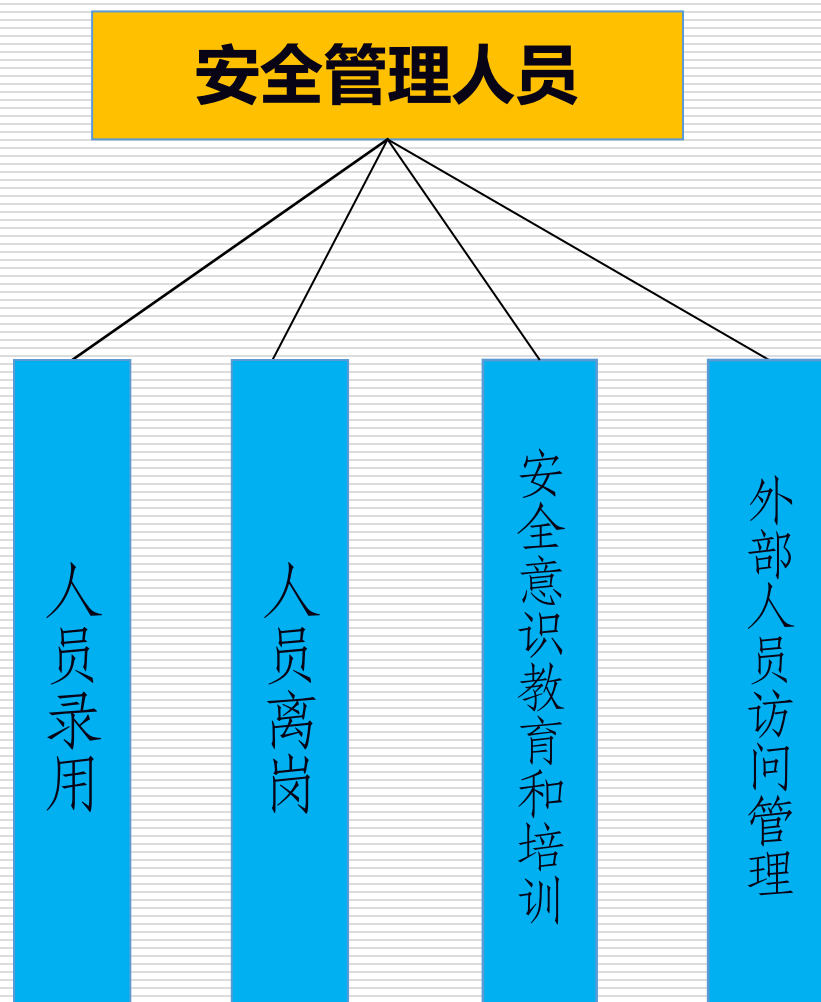 安全管理人员
人员录用
人员离岗
安全意识教育和培训
外部人员访问管理